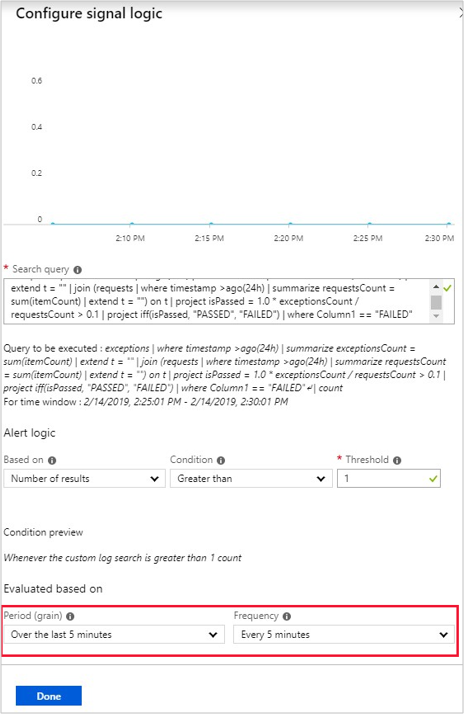 Configure signal logic
0.6
0.4
0.2
0
2:10 PM 2:15 PM 2:20 PM 2:25 PM 2:30 PM
* Search query
extend t = "" | join (requests | where timestamp >ago(24h) | summarize requestsCount =
sum(itemCount) | extend t = "") on t | project isPassed = 1.0 * exceptionsCount /
requestsCount > 0.1 | project iff(isPassed, "PASSED", "FAILED") | where Column1 == "FAILED"
Query to be executed : exceptions | where timestamp >ago(24h) | summarize exceptionsCount =
sum(itemCount) | extend t = "" | join (requests | where timestamp >ago(24h) | summarize requestsCount
= sum(itemCount) | extend t = "") on t | project isPassed = 1.0 * exceptionsCount / requestsCount > 0.1 |
project iff(isPassed, "PASSED", "FAILED") | where Column1 == "FAILED"↵| count
For time window : 2/14/2019, 2:25:01 PM - 2/14/2019, 2:30:01 PM
Alert logic
Based on Condition * Threshold
Number of results Greater than 1
Condition preview
Whenever the custom log search is greater than 1 count
Evaluated based on
Period (grain) Frequency
Over the last 5 minutes Every 5 minutes
Done